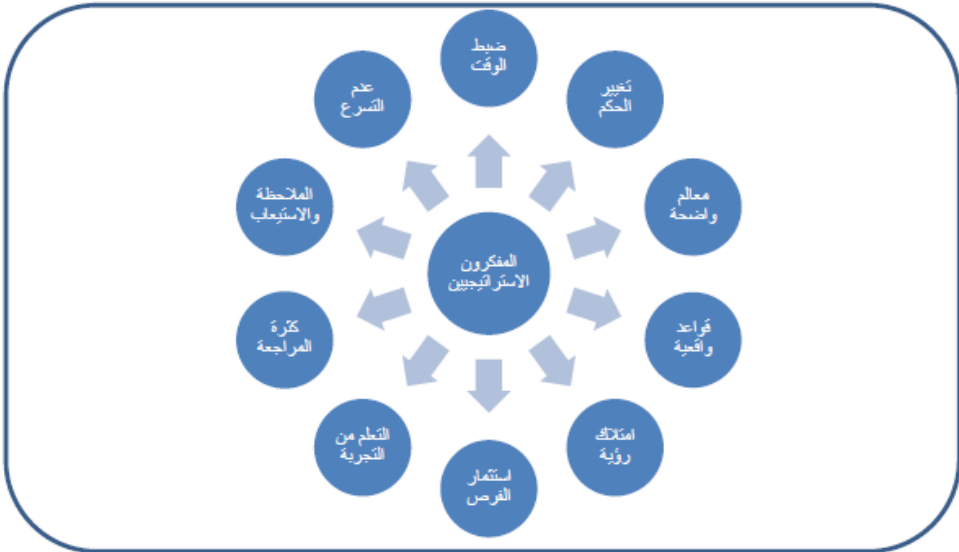 ضبط
الوقت
تغيير
الحكم
معالم
واضحة
قواعد
واقعية
امتلاك
رؤية
استثمار
الفرص
التعلم من
التجربة
كثرة
المراجعة
الملاحظة
والاستيعاب
عدم
التسرع
المفكرون
الاستراتيجيين